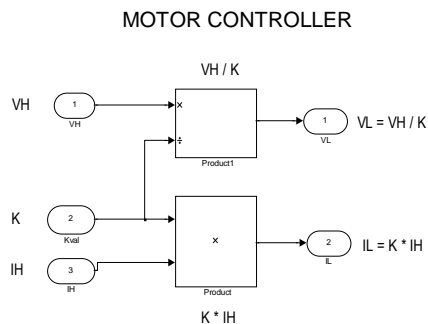 MOTOR CONTROLLER
VH / K
VH
1
VH
×
÷
Product1
1
VL
VL = VH / K
K
2
Kval
IH
3
IH
×
Product
2
IL
IL = K * IH
K * IH